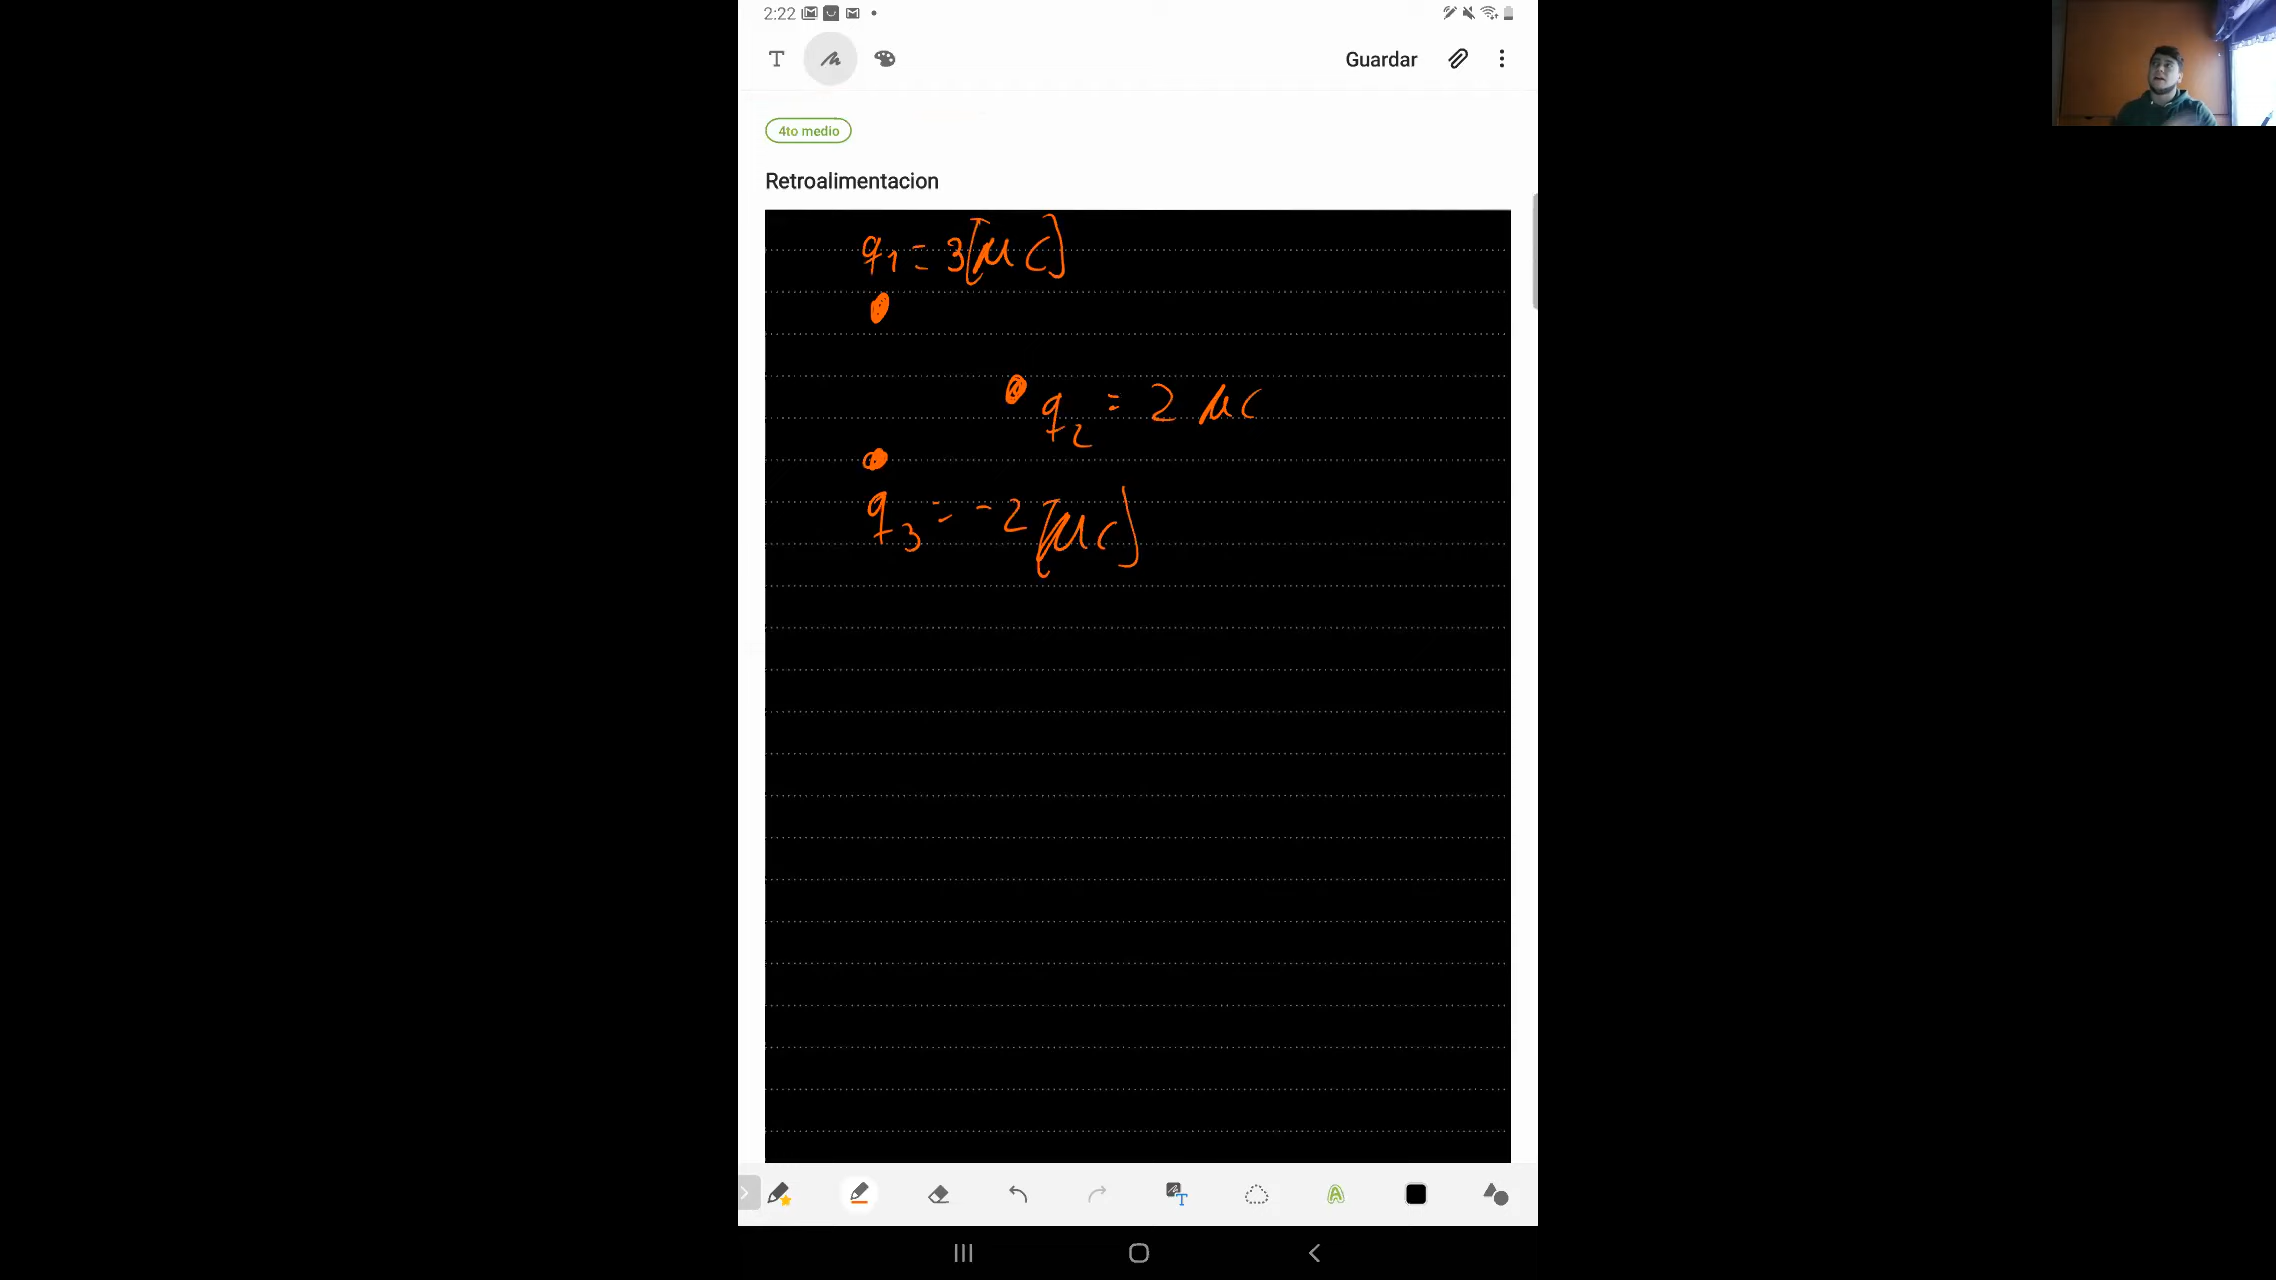 2:22
T
Guardar
4to medio
Retroalimentacion
q1 = 3[μC]
q2 = 2 μC
q3 = -2[μC]